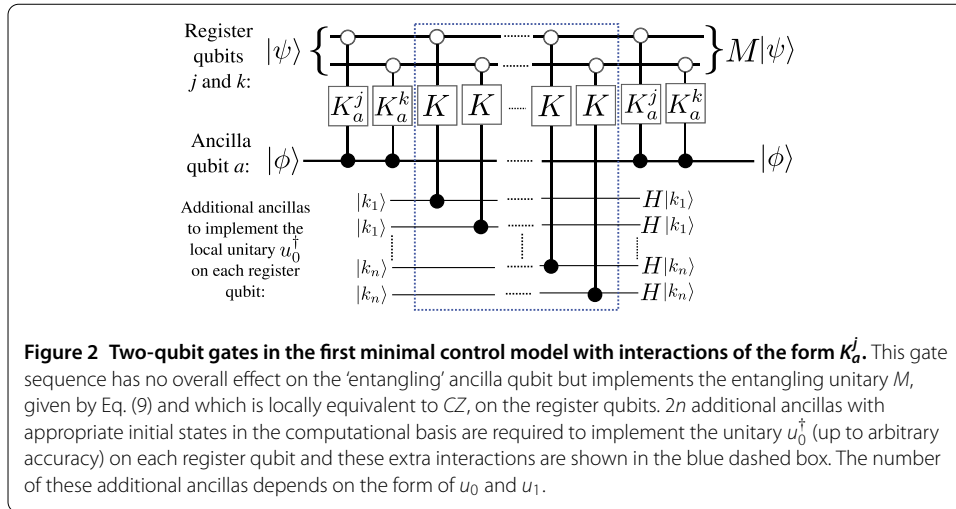 Register
qubits
j and k:
|ψ⟩ { } M|ψ⟩
K_a^j K_a^k K K K K K_a^j K_a^k
Ancilla
qubit a:
|ϕ⟩ |ϕ⟩
Additional ancillas
to implement the
local unitary u_0^†
on each register
qubit:
|k_1⟩ H|k_1⟩
|k_1⟩ H|k_1⟩
|k_n⟩ H|k_n⟩
|k_n⟩ H|k_n⟩
Figure 2 Two-qubit gates in the first minimal control model with interactions of the form K_a^j. This gate
sequence has no overall effect on the ‘entangling’ ancilla qubit but implements the entangling unitary M,
given by Eq. (9) and which is locally equivalent to CZ, on the register qubits. 2n additional ancillas with
appropriate initial states in the computational basis are required to implement the unitary u_0^† (up to arbitrary
accuracy) on each register qubit and these extra interactions are shown in the blue dashed box. The number
of these additional ancillas depends on the form of u_0 and u_1.